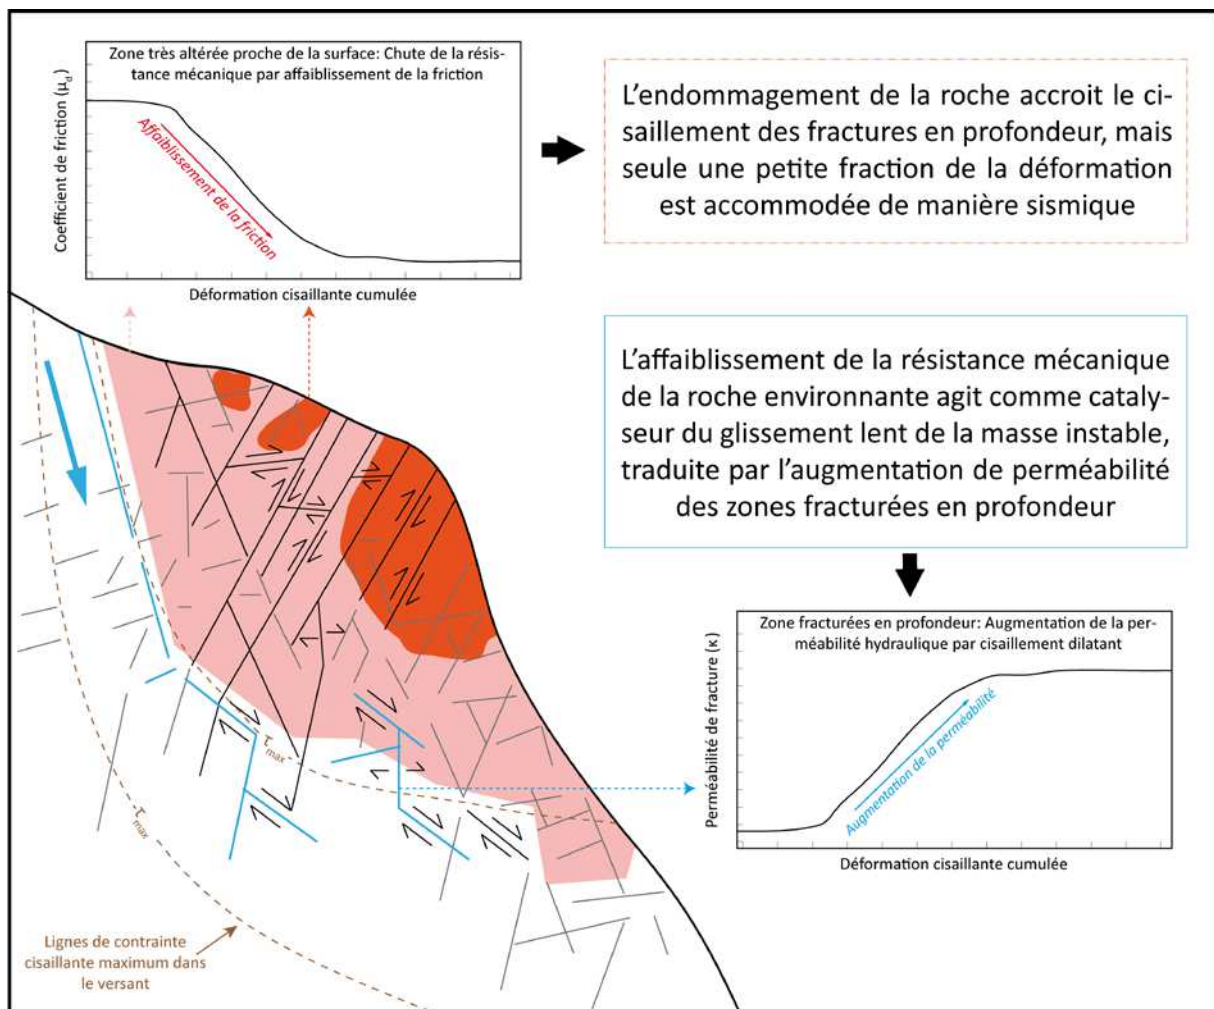 Zone très altérée proche de la surface: Chute de la résis-
tance mécanique par affaiblissement de la friction
Coefficient de friction (μd)
Affaiblissement de la friction
Déformation cisaillante cumulée
L'endommagement de la roche accroit le ci-
saillement des fractures en profondeur, mais
seule une petite fraction de la déformation
est accommodée de manière sismique
L'affaiblissement de la résistance mécanique
de la roche environnante agit comme cataly-
seur du glissement lent de la masse instable,
traduite par l'augmentation de perméabilité
des zones fracturées en profondeur
Zone fracturées en profondeur: Augmentation de la per-
méabilité hydraulique par cisaillement dilatant
Perméabilité de fracture (κ)
Augmentation de la perméabilité
Déformation cisaillante cumulée
τmax
τmax
Lignes de contrainte
cisaillante maximum dans
le versant